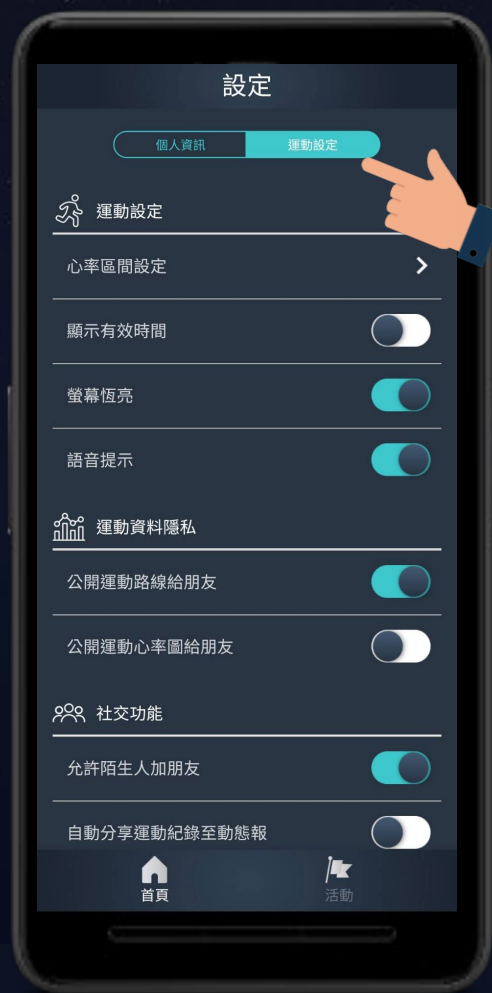 設定
個人資訊
運動設定
運動設定
心率區間設定
顯示有效時間
螢幕恆亮
語音提示
運動資料隱私
公開運動路線給朋友
公開運動心率圖給朋友
社交功能
允許陌生人加朋友
自動分享運動紀錄至動態報
首頁
活動